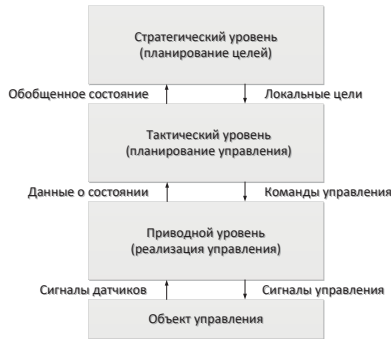 Стратегический уровень
(планирование целей)
Обобщенное состояние
Локальные цели
Тактический уровень
(планирование управления)
Данные о состоянии
Команды управления
Приводной уровень
(реализация управления)
Сигналы датчиков
Сигналы управления
Объект управления